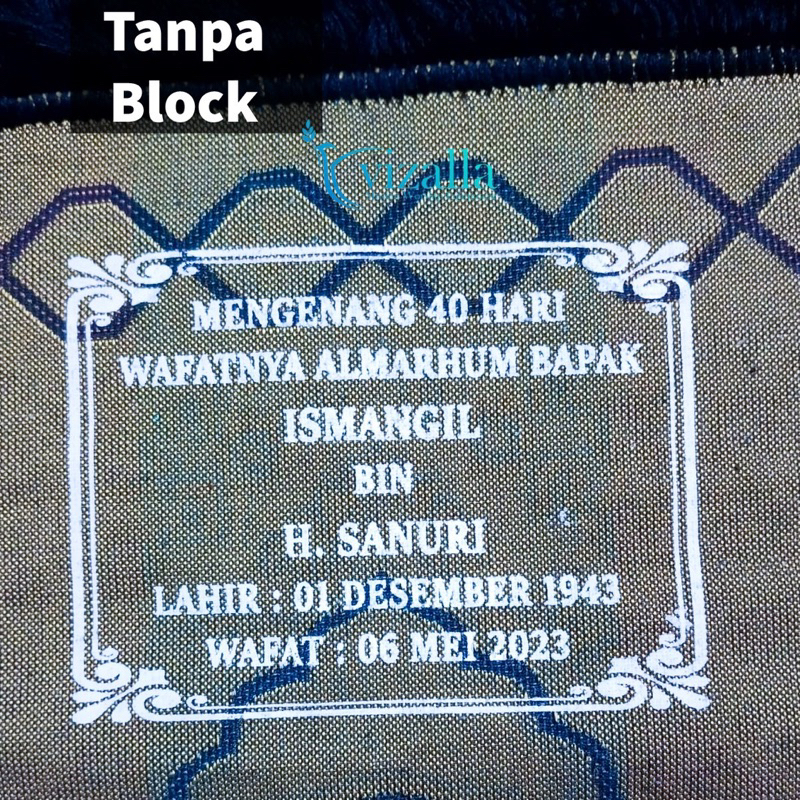 Tanpa
Block
vizalla
MENGENANG 40 HARI
WAFATNYA ALMARHUM BAPAK
ISMANGIL
BIN
H. SANURI
LAHIR : 01 DESEMBER 1943
WAFAT : 06 MEI 2023